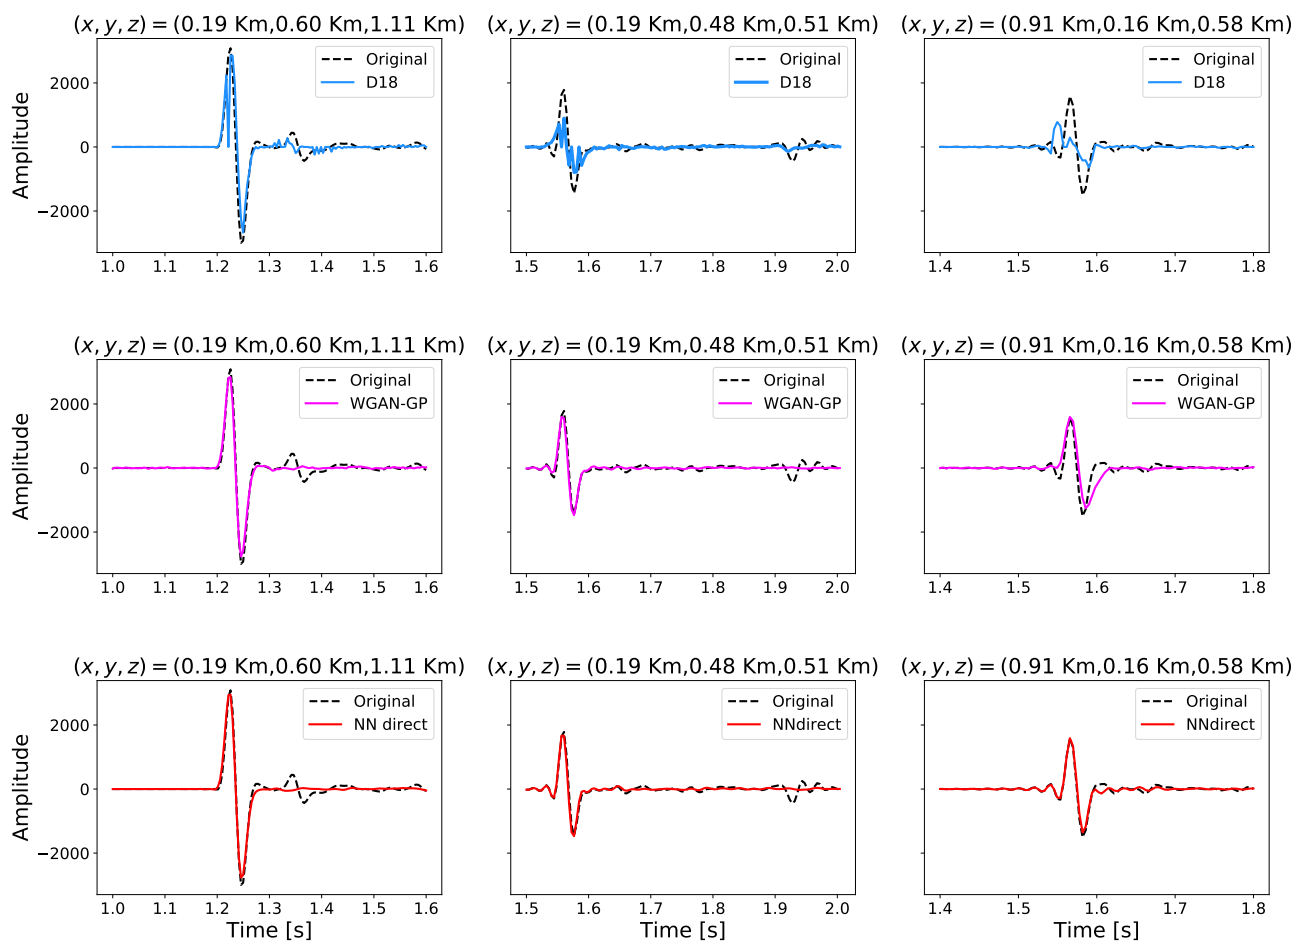 (x, y, z) = (0.19 Km,0.60 Km,1.11 Km)
(x, y, z) = (0.19 Km,0.48 Km,0.51 Km)
(x, y, z) = (0.91 Km,0.16 Km,0.58 Km)
Amplitude
2000
0
−2000
Original
D18
Original
D18
Original
D18
1.0 1.1 1.2 1.3 1.4 1.5 1.6
1.5 1.6 1.7 1.8 1.9 2.0
1.4 1.5 1.6 1.7 1.8
(x, y, z) = (0.19 Km,0.60 Km,1.11 Km)
(x, y, z) = (0.19 Km,0.48 Km,0.51 Km)
(x, y, z) = (0.91 Km,0.16 Km,0.58 Km)
Amplitude
2000
0
−2000
Original
WGAN-GP
Original
WGAN-GP
Original
WGAN-GP
1.0 1.1 1.2 1.3 1.4 1.5 1.6
1.5 1.6 1.7 1.8 1.9 2.0
1.4 1.5 1.6 1.7 1.8
(x, y, z) = (0.19 Km,0.60 Km,1.11 Km)
(x, y, z) = (0.19 Km,0.48 Km,0.51 Km)
(x, y, z) = (0.91 Km,0.16 Km,0.58 Km)
Amplitude
2000
0
−2000
Original
NN direct
Original
NNdirect
Original
NNdirect
1.0 1.1 1.2 1.3 1.4 1.5 1.6
1.5 1.6 1.7 1.8 1.9 2.0
1.4 1.5 1.6 1.7 1.8
Time [s]
Time [s]
Time [s]